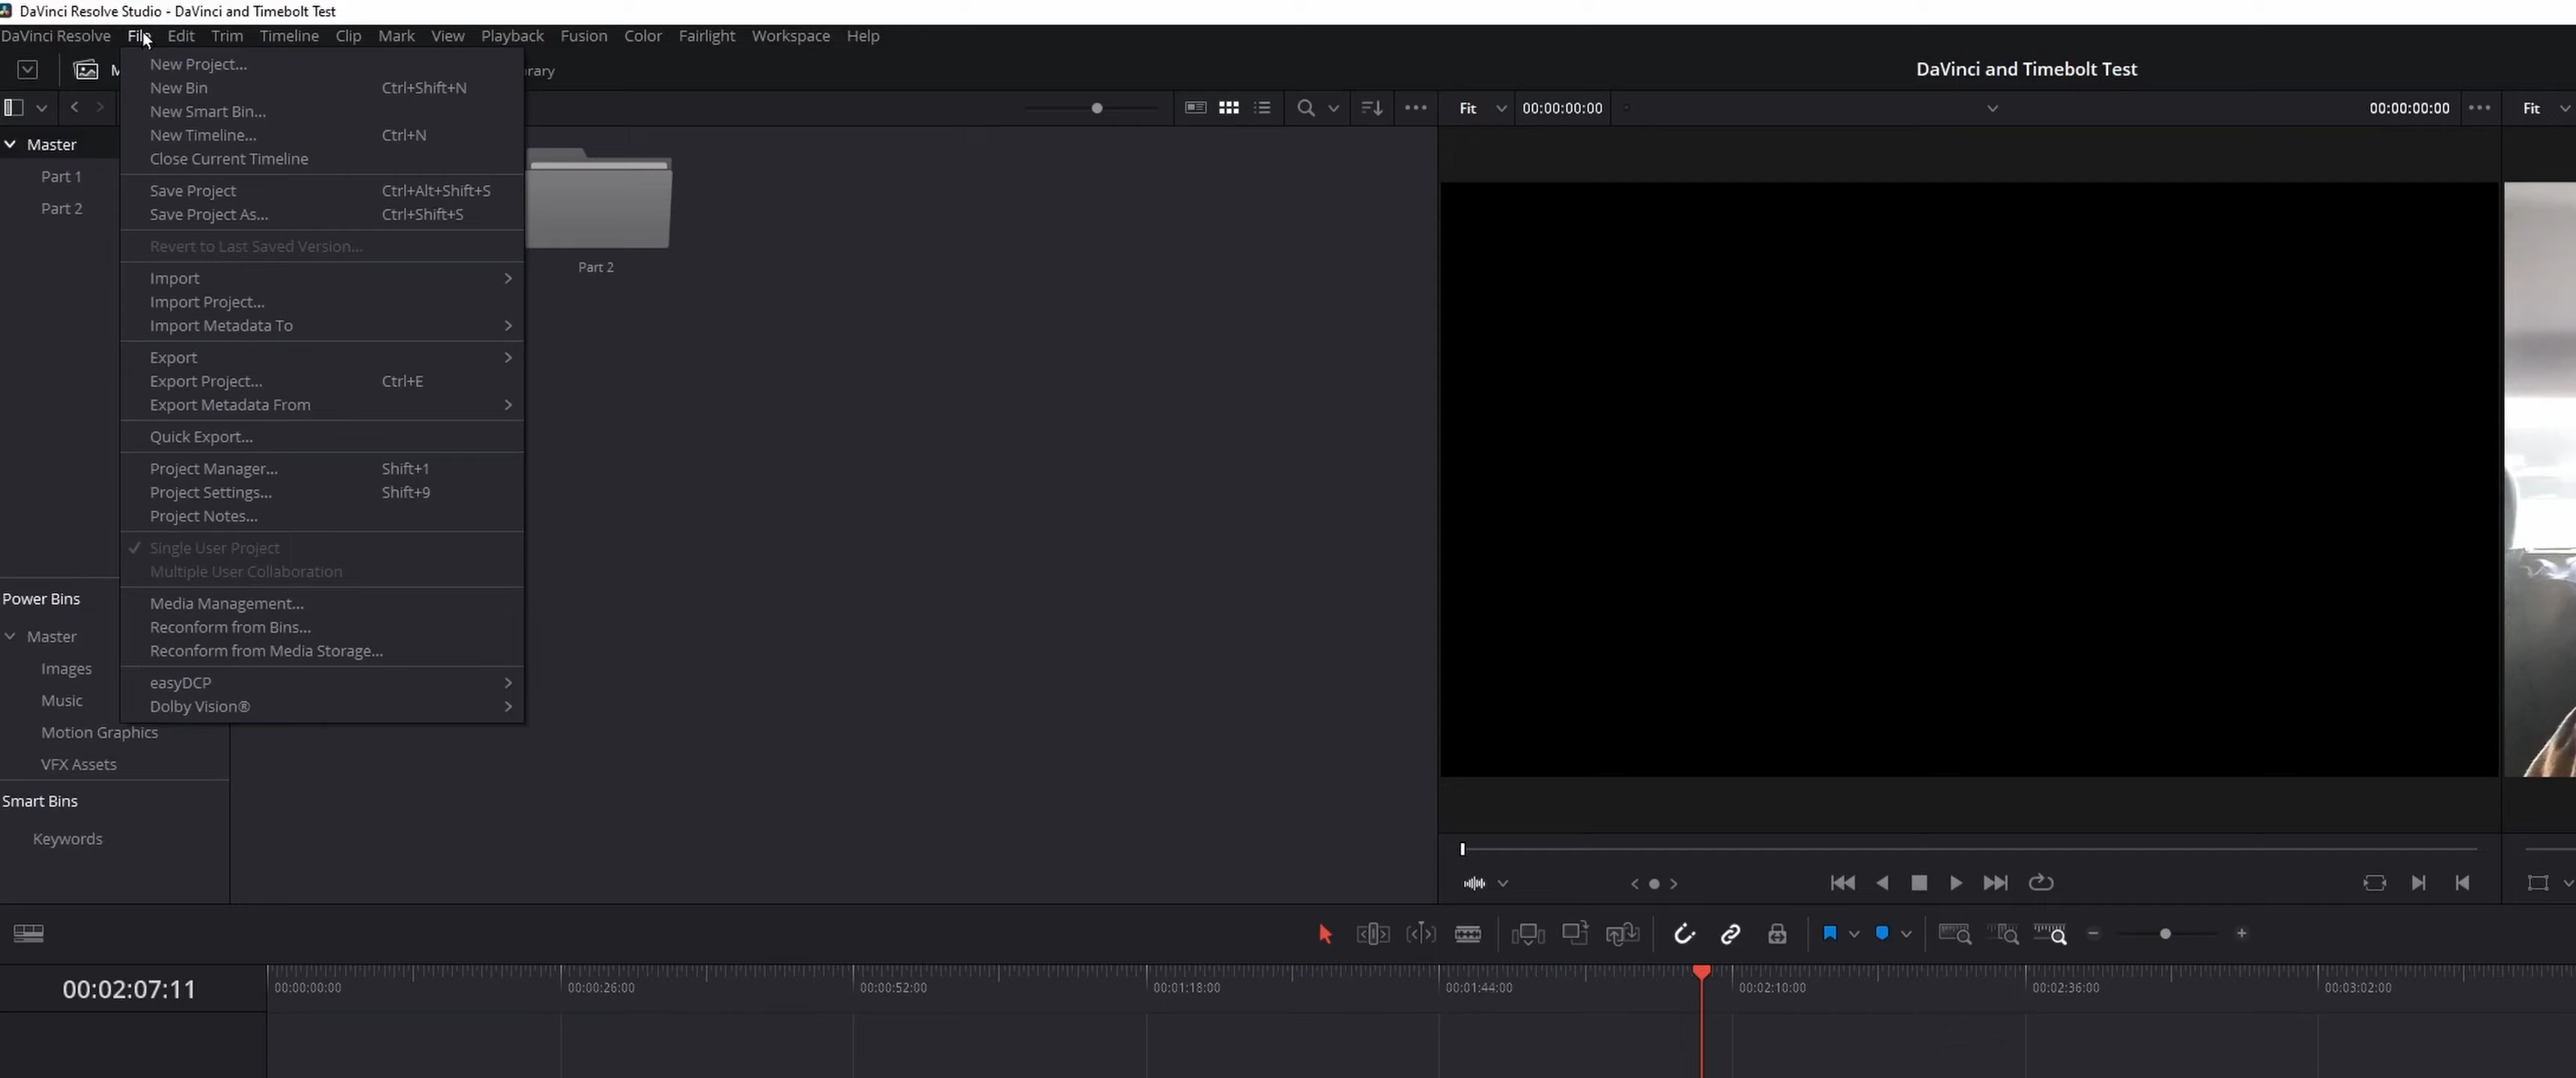 DaVinci Resolve Studio - DaVinci and Timebolt Test
DaVinci Resolve File Edit Trim Timeline Clip Mark View Playback Fusion Color Fairlight Workspace Help
DaVinci and Timebolt Test
Fit 00:00:00:00 00:00:00:00 Fit
Master
Part 1
Part 2
New Project...
New Bin Ctrl+Shift+N
New Smart Bin...
New Timeline... Ctrl+N
Close Current Timeline
Save Project Ctrl+Alt+Shift+S
Save Project As... Ctrl+Shift+S
Revert to Last Saved Version...
Import
Import Project...
Import Metadata To
Export
Export Project... Ctrl+E
Export Metadata From
Quick Export...
Project Manager... Shift+1
Project Settings... Shift+9
Project Notes...
Single User Project
Multiple User Collaboration
Media Management...
Reconform from Bins...
Reconform from Media Storage...
easyDCP
Dolby Vision®
Part 2
Power Bins
Master
Images
Music
Motion Graphics
VFX Assets
Smart Bins
Keywords
00:02:07:11
00:00:00:00 00:00:26:00 00:00:52:00 00:01:18:00 00:01:44:00 00:02:10:00 00:02:36:00 00:03:02:00